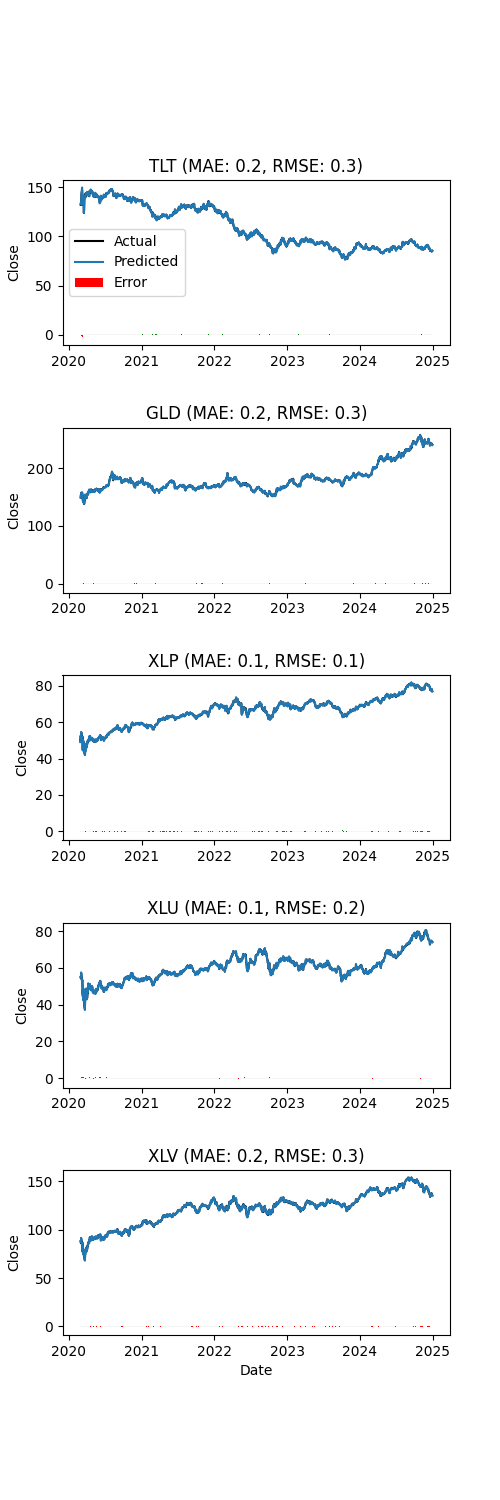 TLT (MAE: 0.2, RMSE: 0.3)
150
100
50
0
Close
Actual
Predicted
Error
2020 2021 2022 2023 2024 2025
GLD (MAE: 0.2, RMSE: 0.3)
200
100
0
Close
2020 2021 2022 2023 2024 2025
XLP (MAE: 0.1, RMSE: 0.1)
80
60
40
20
0
Close
2020 2021 2022 2023 2024 2025
XLU (MAE: 0.1, RMSE: 0.2)
80
60
40
20
0
Close
2020 2021 2022 2023 2024 2025
XLV (MAE: 0.2, RMSE: 0.3)
150
100
50
0
Close
2020 2021 2022 2023 2024 2025
Date